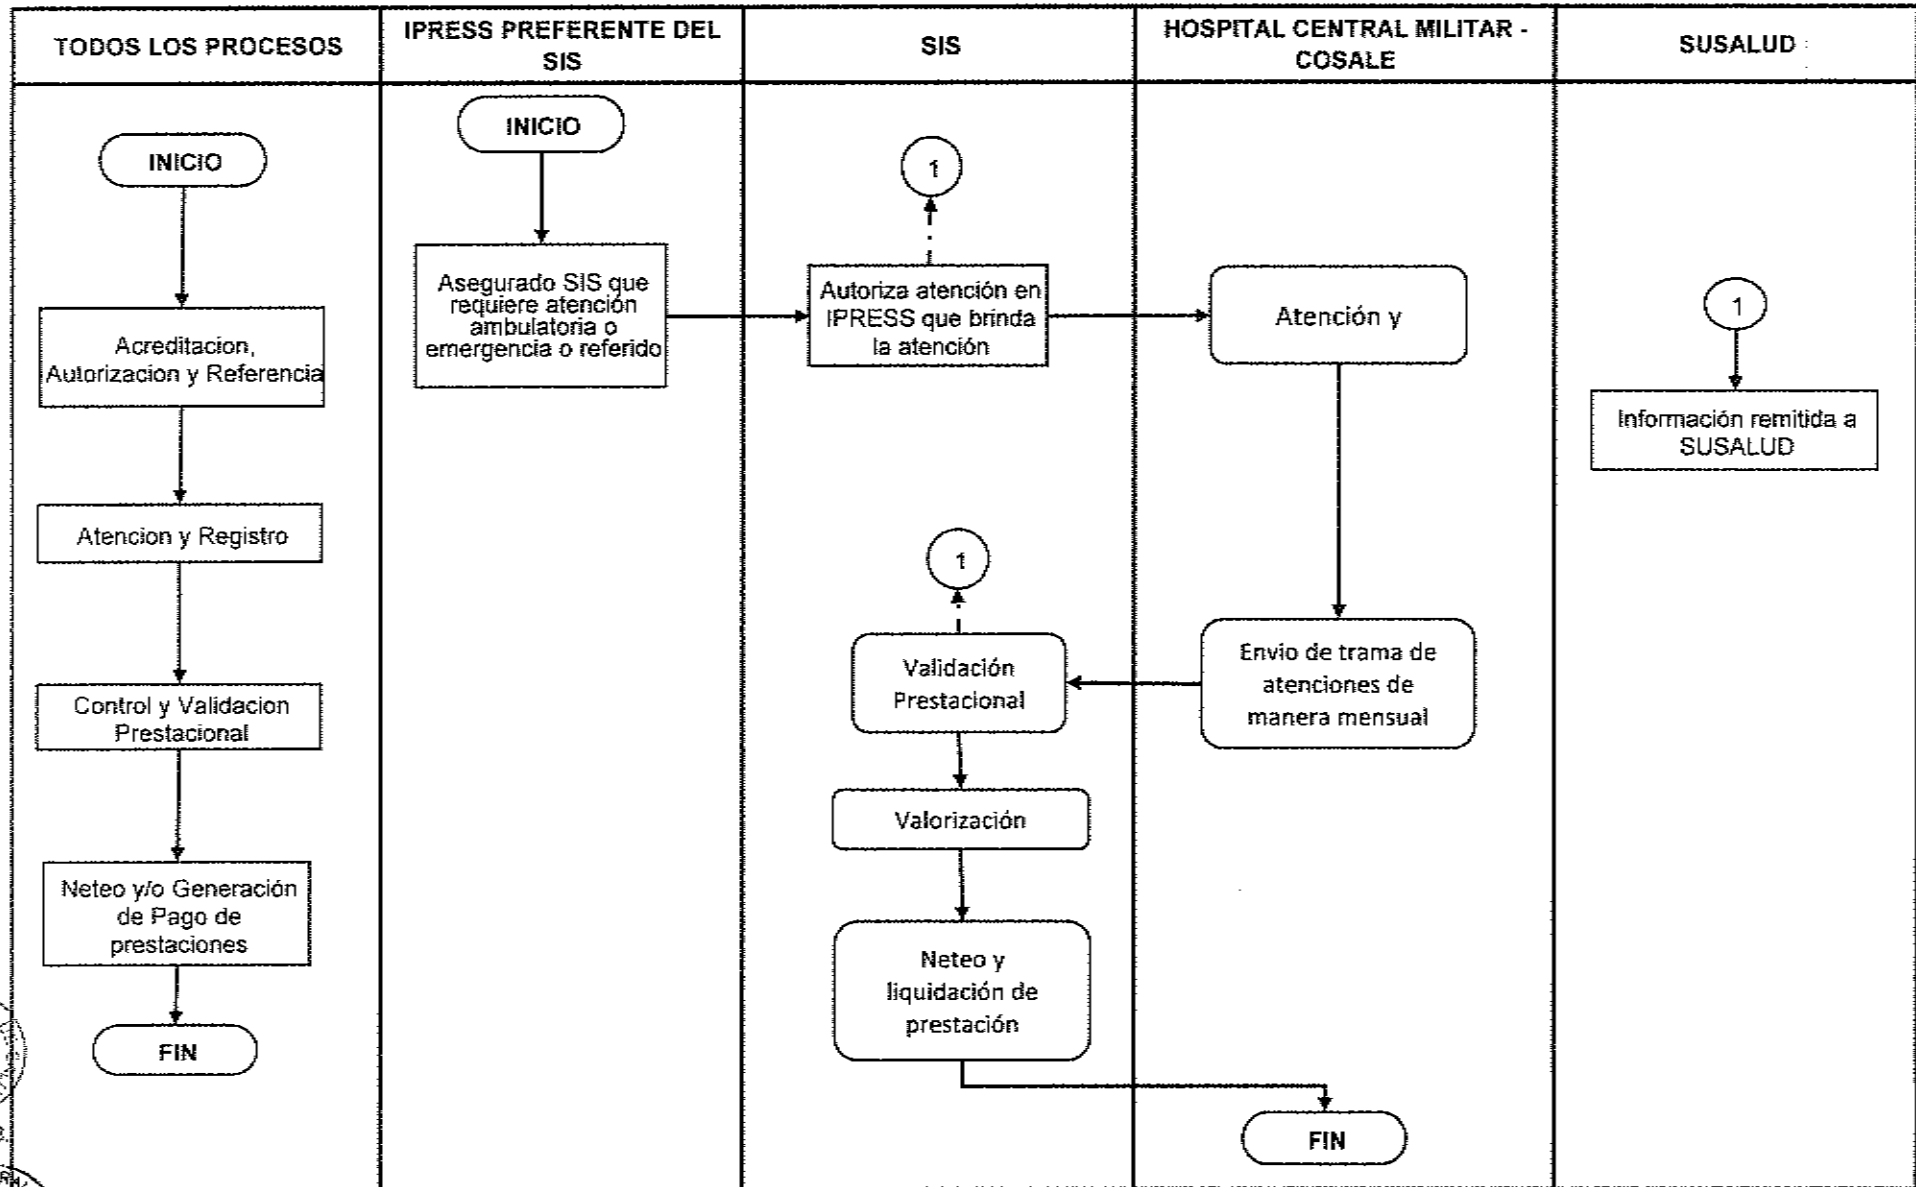 TODOS LOS PROCESOS
IPRESS PREFERENTE DEL
SIS
SIS
HOSPITAL CENTRAL MILITAR -
COSALE
SUSALUD
INICIO
Acreditacion,
Autorizacion y Referencia
Atencion y Registro
Control y Validacion
Prestacional
Neteo y/o Generación
de Pago de
prestaciones
FIN
INICIO
Asegurado SIS que
requiere atención
ambulatoria o
emergencia o referido
1
Autoriza atención en
IPRESS que brinda
la atención
1
Validación
Prestacional
Valorización
Neteo y
liquidación de
prestación
Atención y
Envio de trama de
atenciones de
manera mensual
FIN
1
Información remitida a
SUSALUD